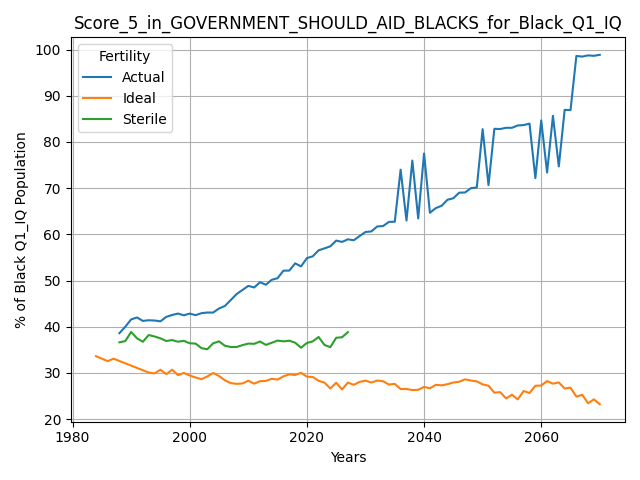 Score_5_in_GOVERNMENT_SHOULD_AID_BLACKS_for_Black_Q1_IQ
Fertility
Actual
Ideal
Sterile
% of Black Q1_IQ Population
100
90
80
70
60
50
40
30
20
1980
2000
2020
2040
2060
Years